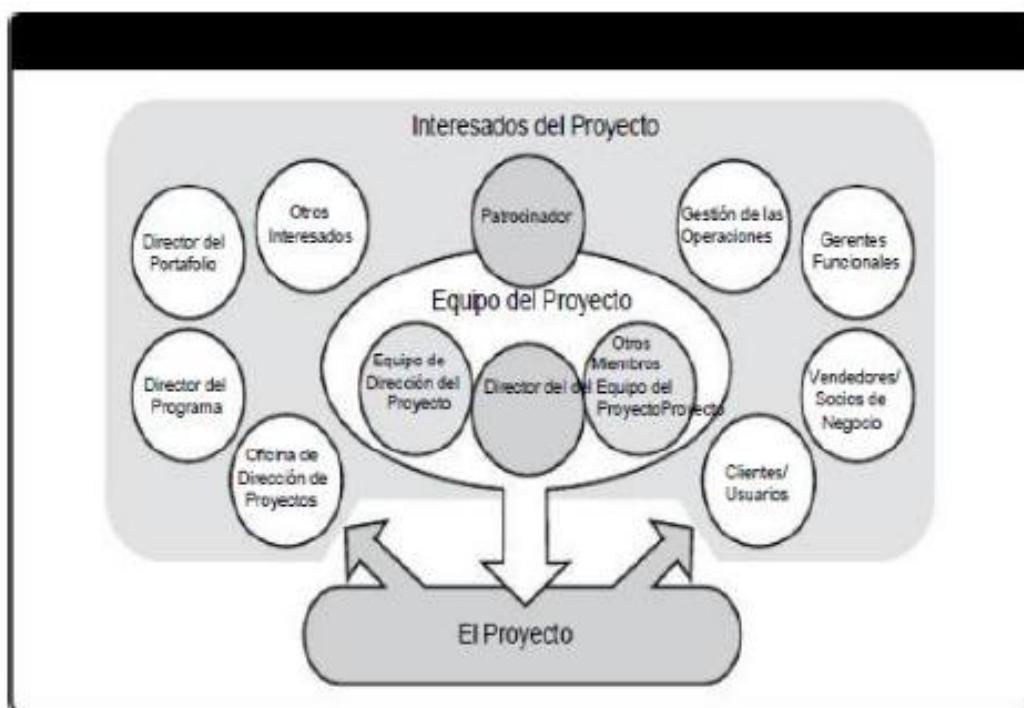 Interesados del Proyecto
Otros
Interesados
Patrocinador
Gestión de las
Operaciones
Director del
Portafolio
Gerentes
Funcionales
Equipo del Proyecto
Equipo de
Dirección del
Proyecto
Director del del
Otros
Miembros
Equipo del
ProyectoProyecto
Director del
Programa
Vendedores/
Socios de
Negocio
Oficina de
Dirección de
Proyectos
Clientes/
Usuarios
El Proyecto